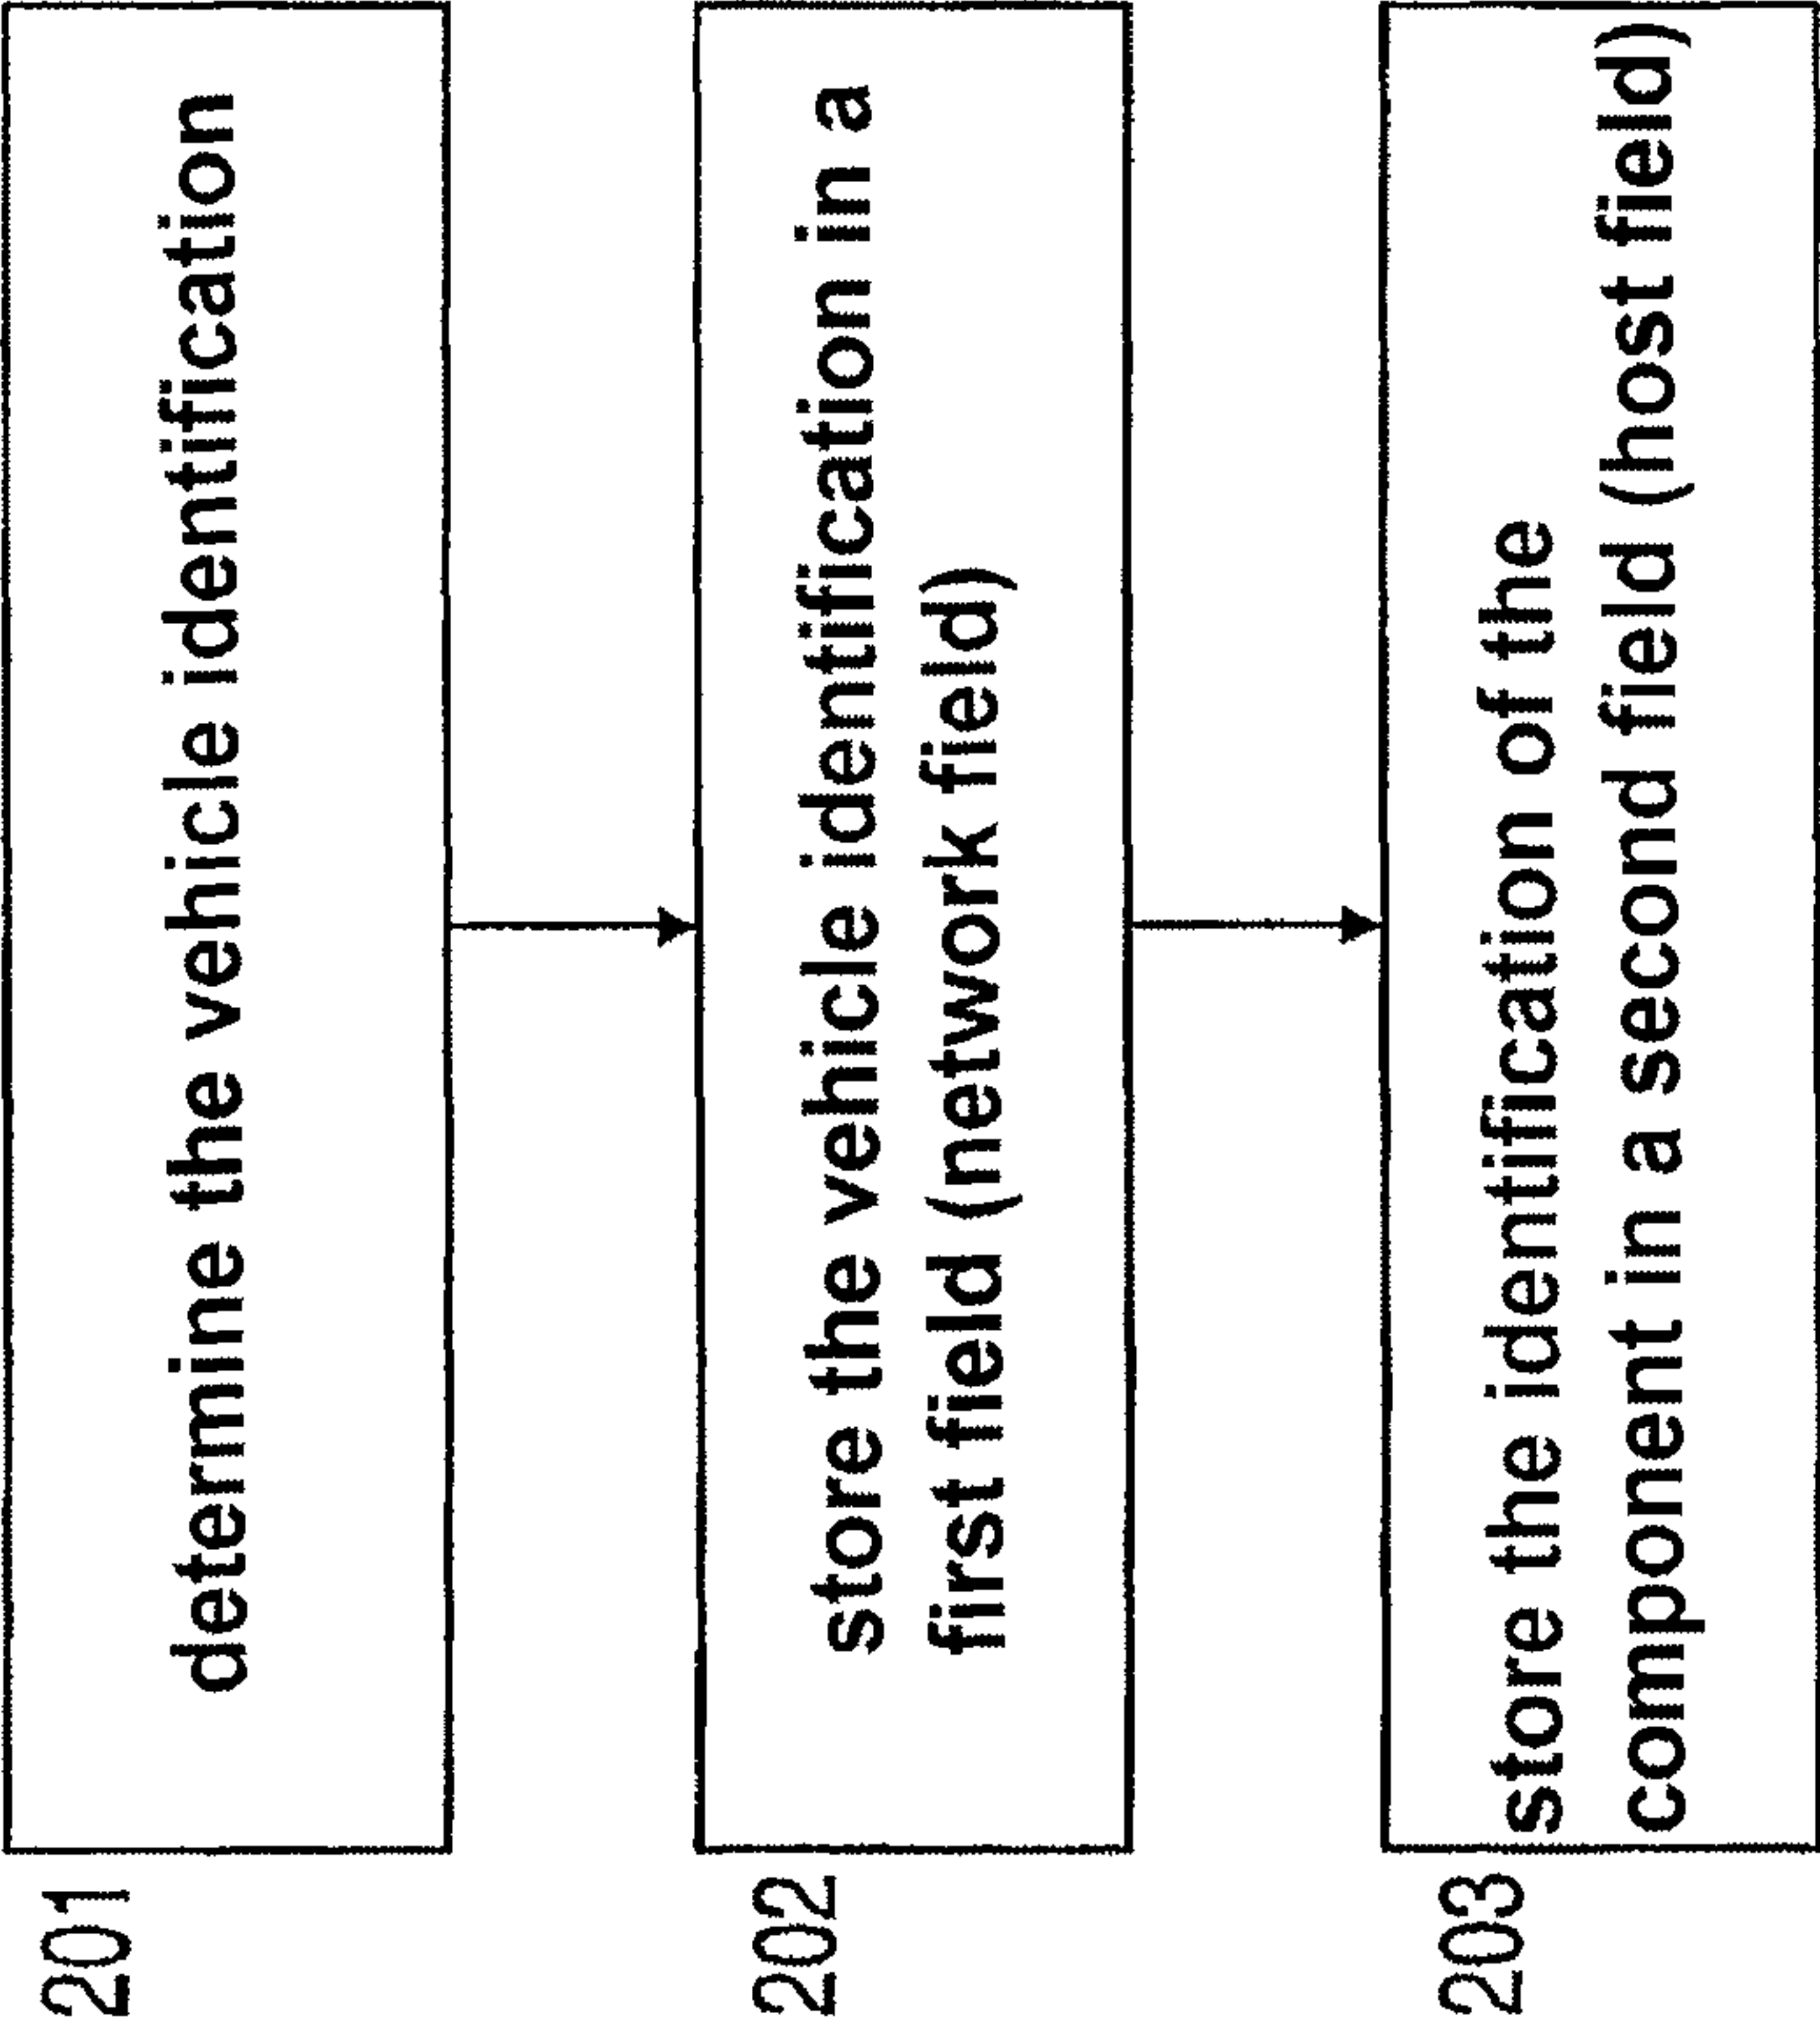 201
determine the vehicle identification
202
store the vehicle identification in a
first field (network field)
203
store the identification of the
component in a second field (host field)